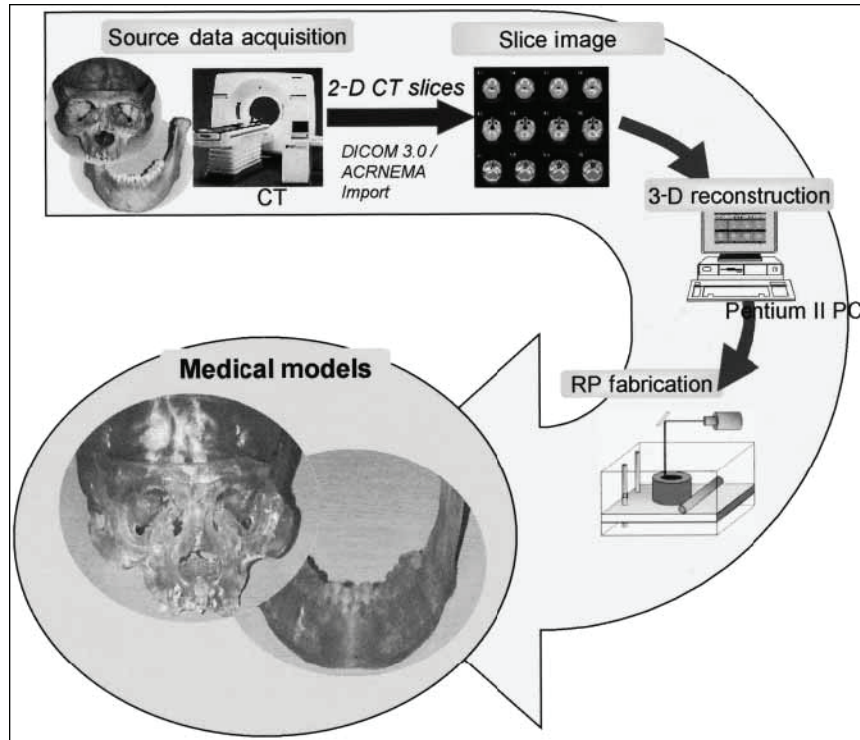 Source data acquisition
Slice image
2-D CT slices
DICOM 3.0 /
ACRNEMA
Import
CT
3-D reconstruction
Pentium II PC
RP fabrication
Medical models